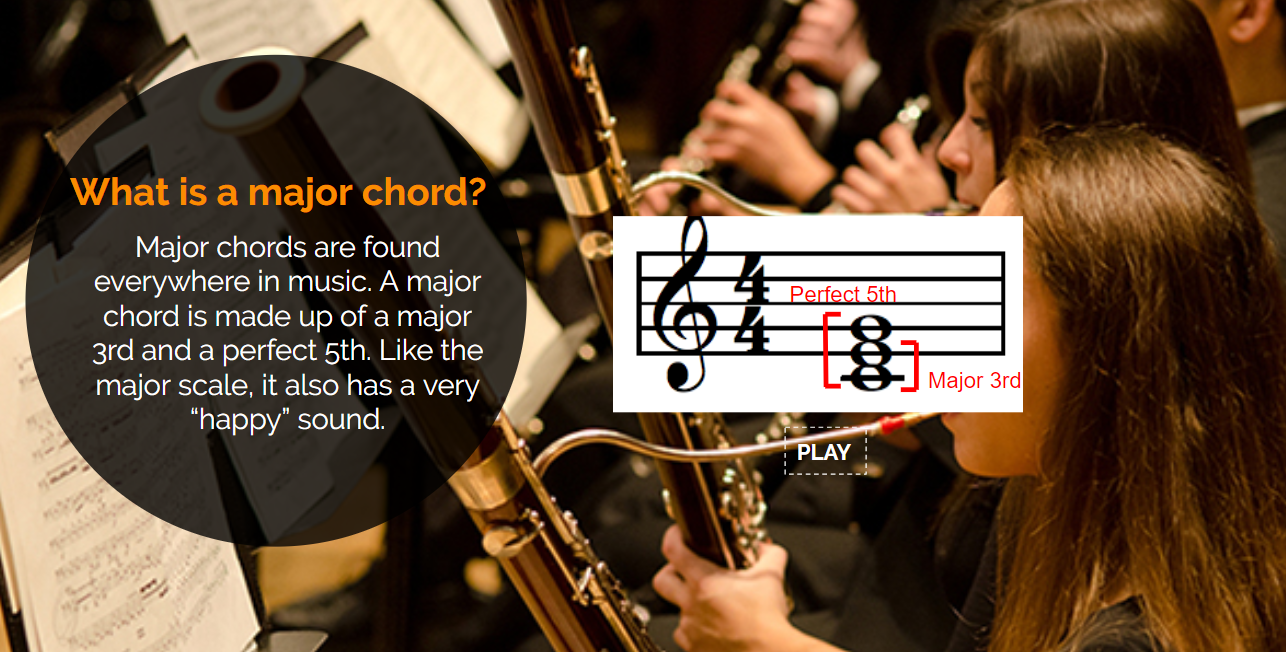 What is a major chord?
Major chords are found
everywhere in music. A major
chord is made up of a major
3rd and a perfect 5th. Like the
major scale, it also has a very
“happy” sound.
4
4
Perfect 5th
Major 3rd
PLAY